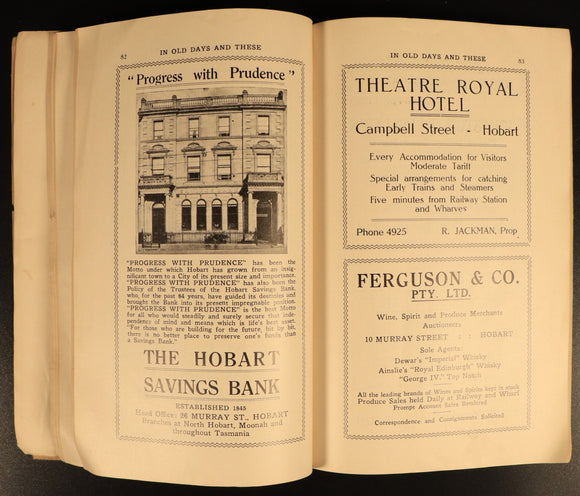 82
IN OLD DAYS AND THESE
"Progress with Prudence"
"PROGRESS WITH PRUDENCE" has been the
Motto under which Hobart has grown from an insig-
nificant town to a City of its present size and importance.
"PROGRESS WITH PRUDENCE" has also been the
Policy of the Trustees of the Hobart Savings Bank,
who, for the past 84 years, have guided its destinies and
brought the Bank into its present impregnable position.
"PROGRESS WITH PRUDENCE" is the best Motto
for all who would steadily and surely secure that inde-
pendence of mind and means which is life's best asset.
"For those who are building for the future, bit by bit,
there is no better place to preserve one's funds than
a Savings Bank."
THE HOBART
SAVINGS BANK
ESTABLISHED 1845
Head Office: 26 MURRAY ST., HOBART
Branches at North Hobart, Moonah and
throughout Tasmania
IN OLD DAYS AND THESE
83
THEATRE ROYAL
HOTEL
Campbell Street - Hobart
Every Accommodation for Visitors
Moderate Tariff
Special arrangements for catching
Early Trains and Steamers
Five minutes from Railway Station
and Wharves
Phone 4925 R. JACKMAN, Prop.
FERGUSON & CO.
PTY. LTD.
Wine, Spirit and Produce Merchants
Auctioneers
10 MURRAY STREET : : HOBART
Sole Agents:
Dewar's "Imperial" Whisky
Ainslie's "Royal Edinburgh" Whisky
"George IV." Top Notch
All the leading brands of Wines and Spirits kept in stock
Produce Sales held Daily at Railway and Wharf
Prompt Account Sales Rendered
Correspondence and Consignments Solicited